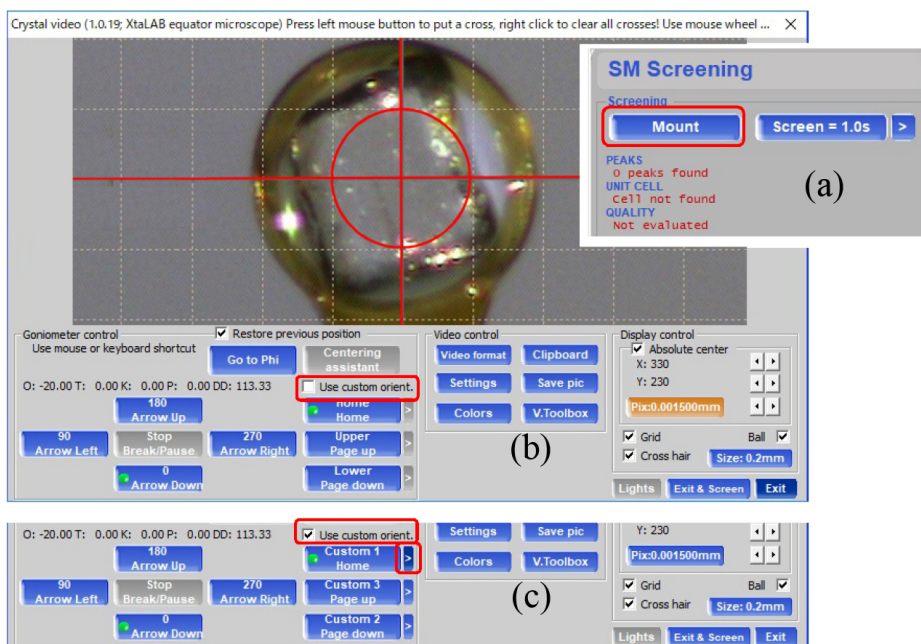 Crystal video (1.0.19; XtaLAB equator microscope) Press left mouse button to put a cross, right click to clear all crosses! Use mouse wheel ...
SM Screening
Screening
Mount
Screen = 1.0s
>
PEAKS
0 peaks found
UNIT CELL
Cell not found
QUALITY
Not evaluated
(a)
Goniometer control
Restore previous position
Use mouse or keyboard shortcut
Go to Phi
Centering
assistant
O: -20.00 T: 0.00 K: 0.00 P: 0.00 DD: 113.33
Use custom orient.
180
Arrow Up
Home
Home
>
90
Arrow Left
Stop
Break/Pause
270
Arrow Right
Upper
Page up
>
0
Arrow Down
Lower
Page down
>
Video control
Video format
Clipboard
Settings
Save pic
Colors
V.Toolbox
(b)
Display control
Absolute center
X: 330
Y: 230
Pix:0.001500mm
Grid
Ball
Cross hair
Size: 0.2mm
Lights
Exit & Screen
Exit
O: -20.00 T: 0.00 K: 0.00 P: 0.00 DD: 113.33
Use custom orient.
180
Arrow Up
Custom 1
Home
>
90
Arrow Left
Stop
Break/Pause
270
Arrow Right
Custom 3
Page up
>
0
Arrow Down
Custom 2
Page down
>
Settings
Save pic
Colors
V.Toolbox
(c)
Y: 230
Pix:0.001500mm
Grid
Ball
Cross hair
Size: 0.2mm
Lights
Exit & Screen
Exit